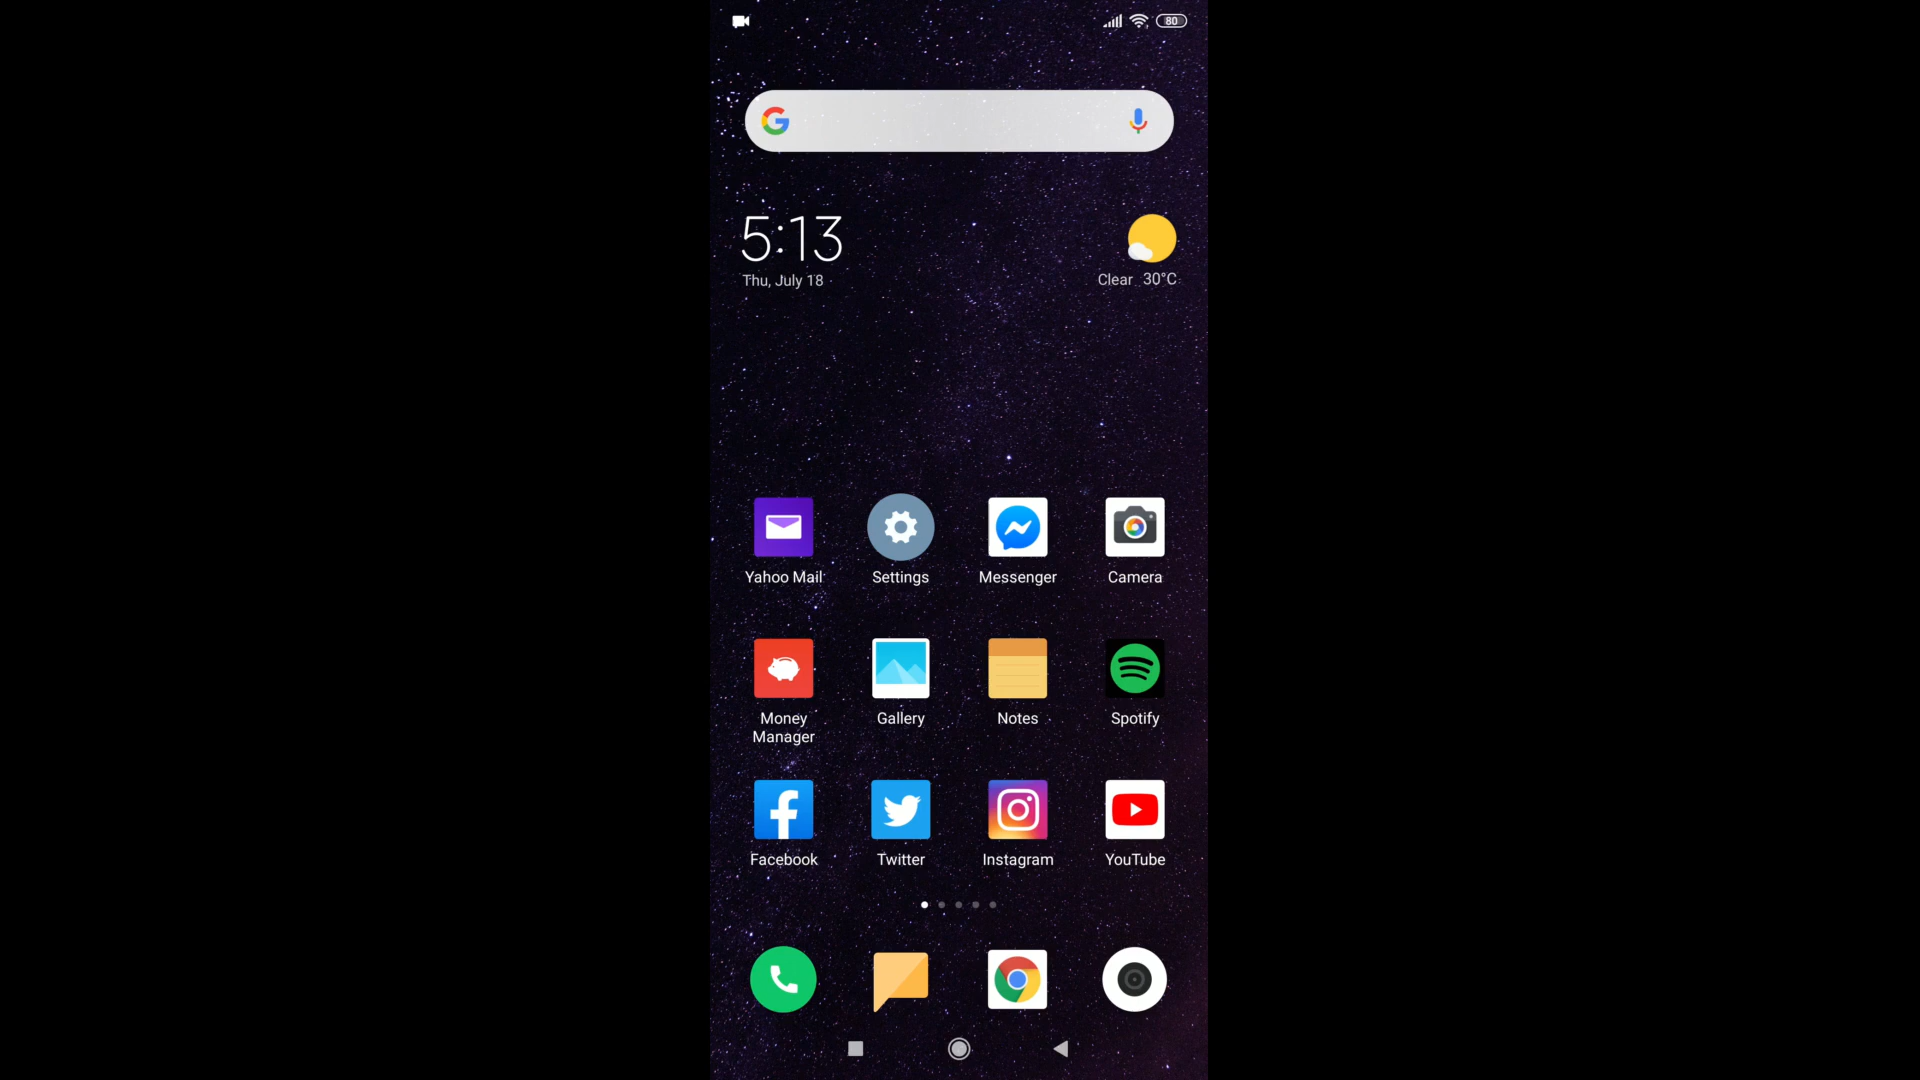 80
5:13
Thu, July 18
Clear 30°C
Yahoo Mail
Settings
Messenger
Camera
Money
Manager
Gallery
Notes
Spotify
Facebook
Twitter
Instagram
YouTube